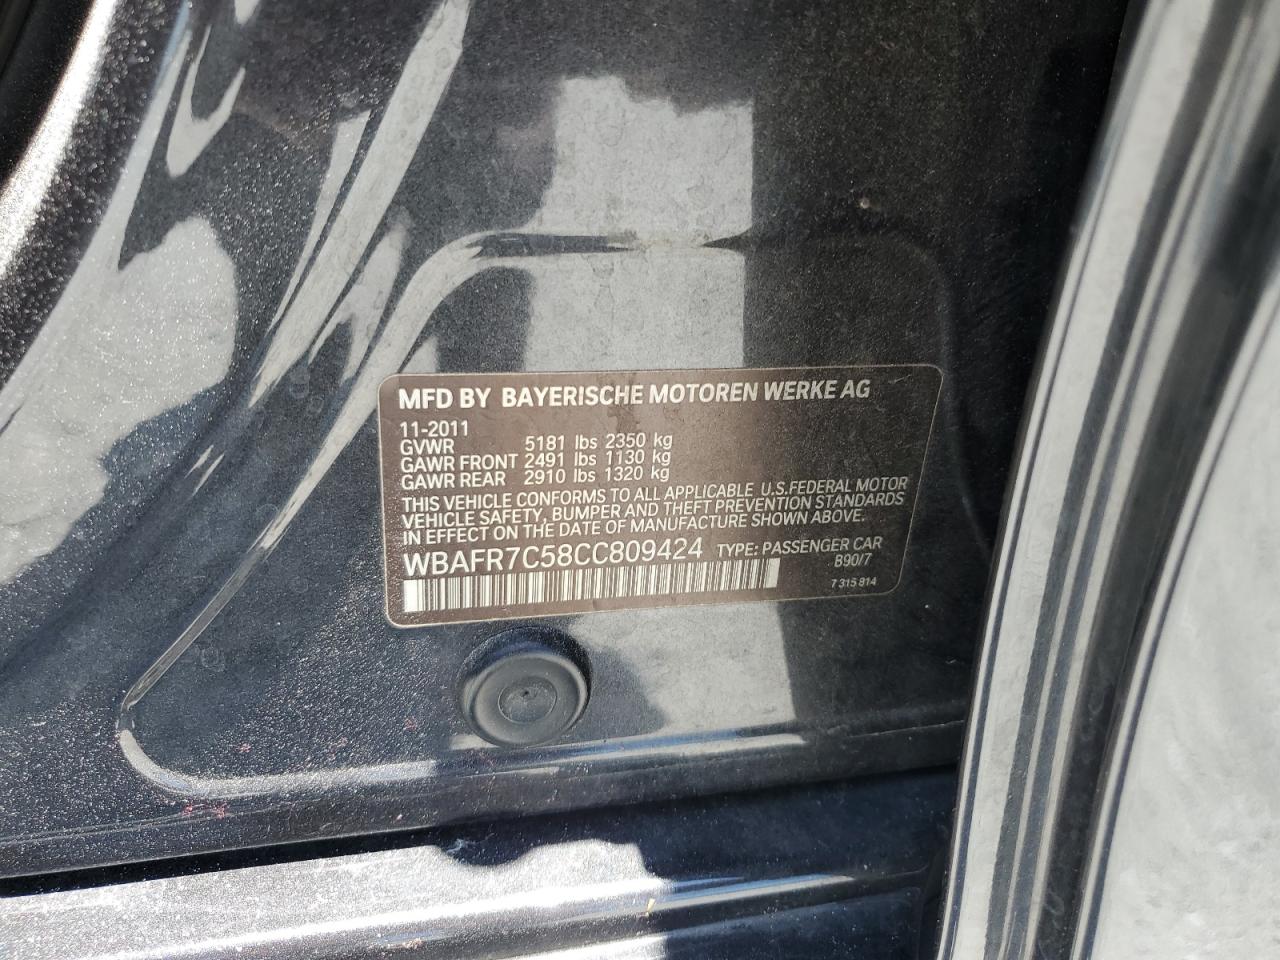 MFD BY BAYERISCHE MOTOREN WERKE AG
11-2011
GVWR 5181 lbs 2350 kg
GAWR FRONT 2491 lbs 1130 kg
GAWR REAR 2910 lbs 1320 kg
THIS VEHICLE CONFORMS TO ALL APPLICABLE U.S.FEDERAL MOTOR
VEHICLE SAFETY, BUMPER AND THEFT PREVENTION STANDARDS
IN EFFECT ON THE DATE OF MANUFACTURE SHOWN ABOVE.
WBAFR7C58CC809424 TYPE: PASSENGER CAR
B90/7
7 315 814